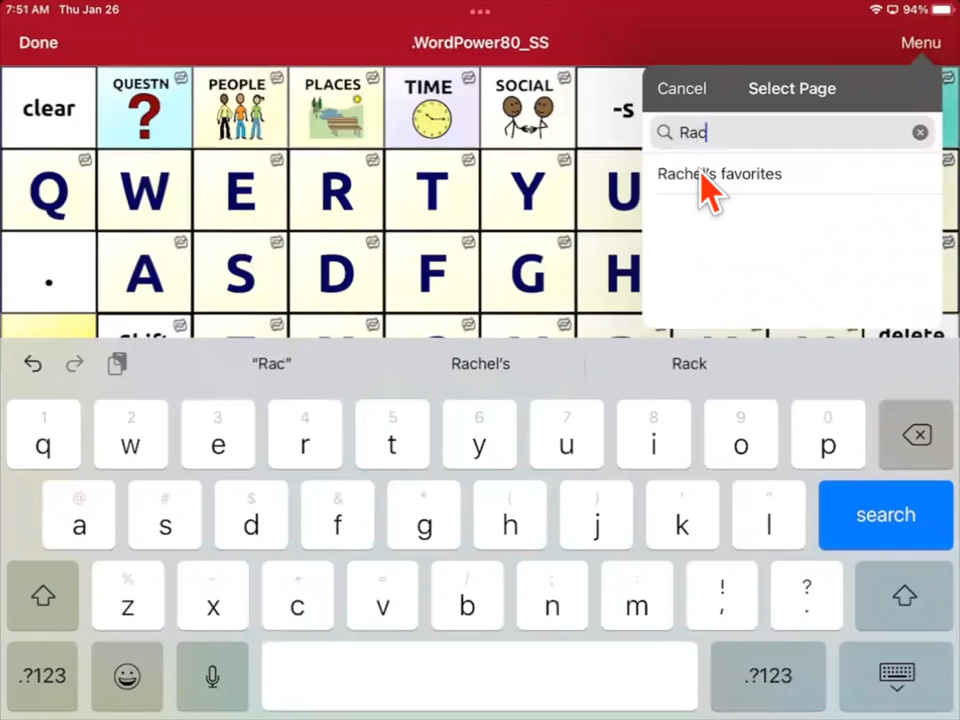 7:51 AM Thu Jan 26
94%
Done
.WordPower80_SS
Menu
clear
QUESTN
PEOPLE
PLACES
TIME
SOCIAL
-s
Cancel
Select Page
Rac
Rachel's favorites
Q W E R T Y U
. A S D F G H
Shift
delete
"Rac"
Rachel's
Rack
1 2 3 4 5 6 7 8 9 0
q w e r t y u i o p
@ # $ & * ( ) ' "
a s d f g h j k l
search
% - + = / ; : ! ?
z x c v b n m , .
.?123
.?123